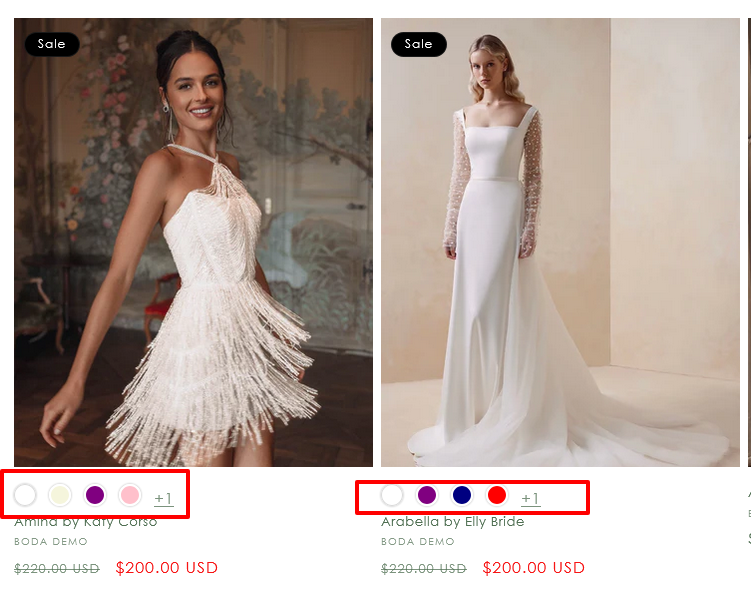 Sale
+1
Amina by Katy Corso
BODA DEMO
$220.00 USD $200.00 USD
Sale
+1
Arabella by Elly Bride
BODA DEMO
$220.00 USD $200.00 USD